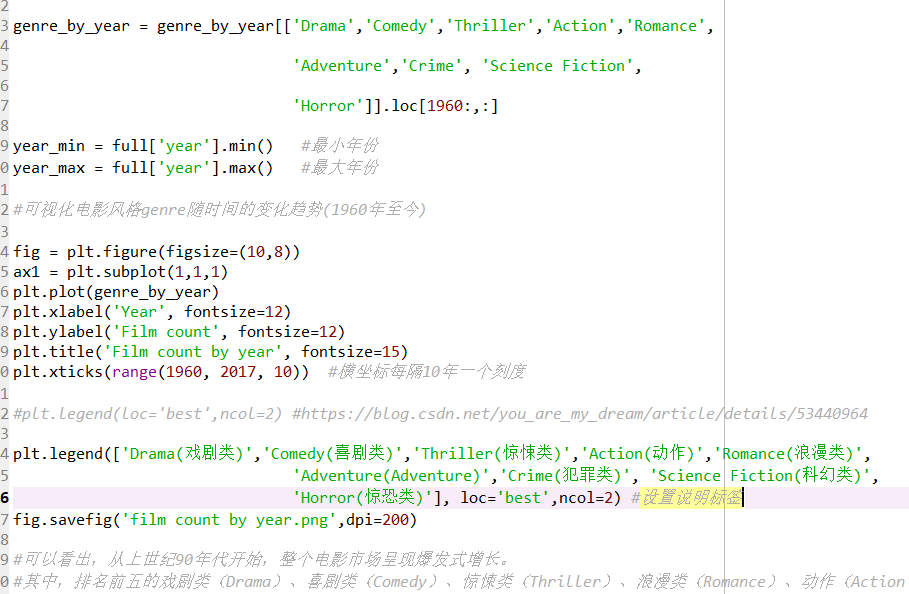 2
3 genre_by_year = genre_by_year[['Drama','Comedy','Thriller','Action','Romance',
4
5 'Adventure','Crime', 'Science Fiction',
6
7 'Horror']].loc[1960:,:]
8
9 year_min = full['year'].min() #最小年份
0 year_max = full['year'].max() #最大年份
1
2 #可视化电影风格genre随时间的变化趋势(1960年至今)
3
4 fig = plt.figure(figsize=(10,8))
5 ax1 = plt.subplot(1,1,1)
6 plt.plot(genre_by_year)
7 plt.xlabel('Year', fontsize=12)
8 plt.ylabel('Film count', fontsize=12)
9 plt.title('Film count by year', fontsize=15)
0 plt.xticks(range(1960, 2017, 10)) #横坐标每隔10年一个刻度
1
2 #plt.legend(loc='best',ncol=2) #https://blog.csdn.net/you_are_my_dream/article/details/53440964
3
4 plt.legend(['Drama(戏剧类)','Comedy(喜剧类)','Thriller(惊悚类)','Action(动作)','Romance(浪漫类)',
5 'Adventure(Adventure)','Crime(犯罪类)', 'Science Fiction(科幻类)',
6 'Horror(惊恐类)'], loc='best',ncol=2) #设置说明标签
7 fig.savefig('film count by year.png',dpi=200)
8
9 #可以看出，从上世纪90年代开始，整个电影市场呈现爆发式增长。
0 #其中，排名前五的戏剧类（Drama）、喜剧类（Comedy）、惊悚类（Thriller）、浪漫类（Romance）、动作（Action